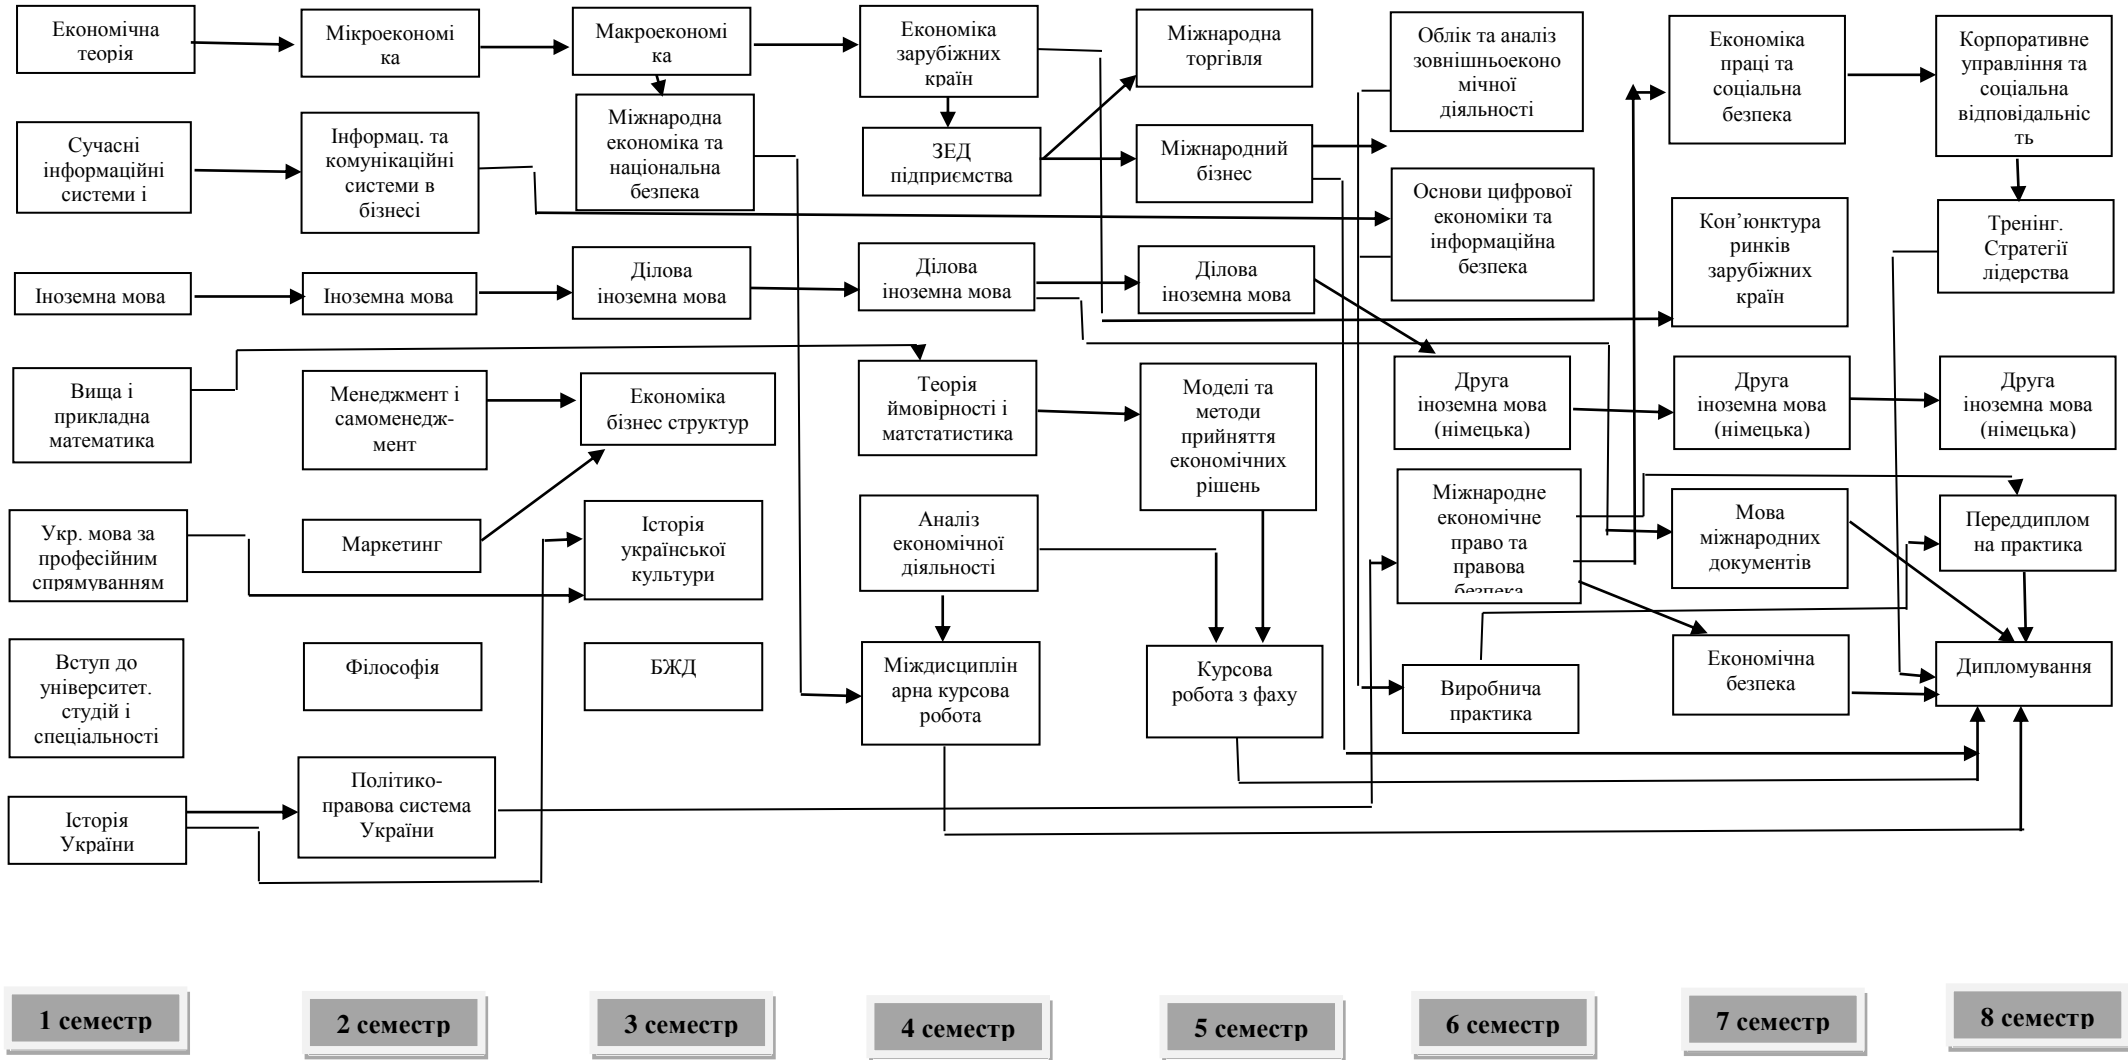 Економічна
теорія
Мікроекономі
ка
Макроекономі
ка
Економіка
зарубіжних
країн
Міжнародна
торгівля
Облік та аналіз
зовнішньоеконо
мічної
діяльності
Економіка
праці та
соціальна
безпека
Корпоративне
управління та
соціальна
відповідальніс
ть
Сучасні
інформаційні
системи і
Інформац. та
комунікаційні
системи в
бізнесі
Міжнародна
економіка та
національна
безпека
ЗЕД
підприємства
Міжнародний
бізнес
Основи цифрової
економіки та
інформаційна
безпека
Кон’юнктура
ринків
зарубіжних
країн
Тренінг.
Стратегії
лідерства
Іноземна мова
Іноземна мова
Ділова
іноземна мова
Ділова
іноземна мова
Ділова
іноземна мова
Вища і
прикладна
математика
Менеджмент і
самоменедж-
мент
Економіка
бізнес структур
Теорія
ймовірності і
матстатистика
Моделі та
методи
прийняття
економічних
рішень
Друга
іноземна мова
(німецька)
Друга
іноземна мова
(німецька)
Друга
іноземна мова
(німецька)
Укр. мова за
професійним
спрямуванням
Маркетинг
Історія
української
культури
Аналіз
економічної
діяльності
Міжнародне
економічне
право та
правова
безпека
Мова
міжнародних
документів
Переддиплом
на практика
Вступ до
університет.
студій і
спеціальності
Філософія
БЖД
Міждисциплін
арна курсова
робота
Курсова
робота з фаху
Виробнича
практика
Економічна
безпека
Дипломування
Історія
України
Політико-
правова система
України
1 семестр
2 семестр
3 семестр
4 семестр
5 семестр
6 семестр
7 семестр
8 семестр